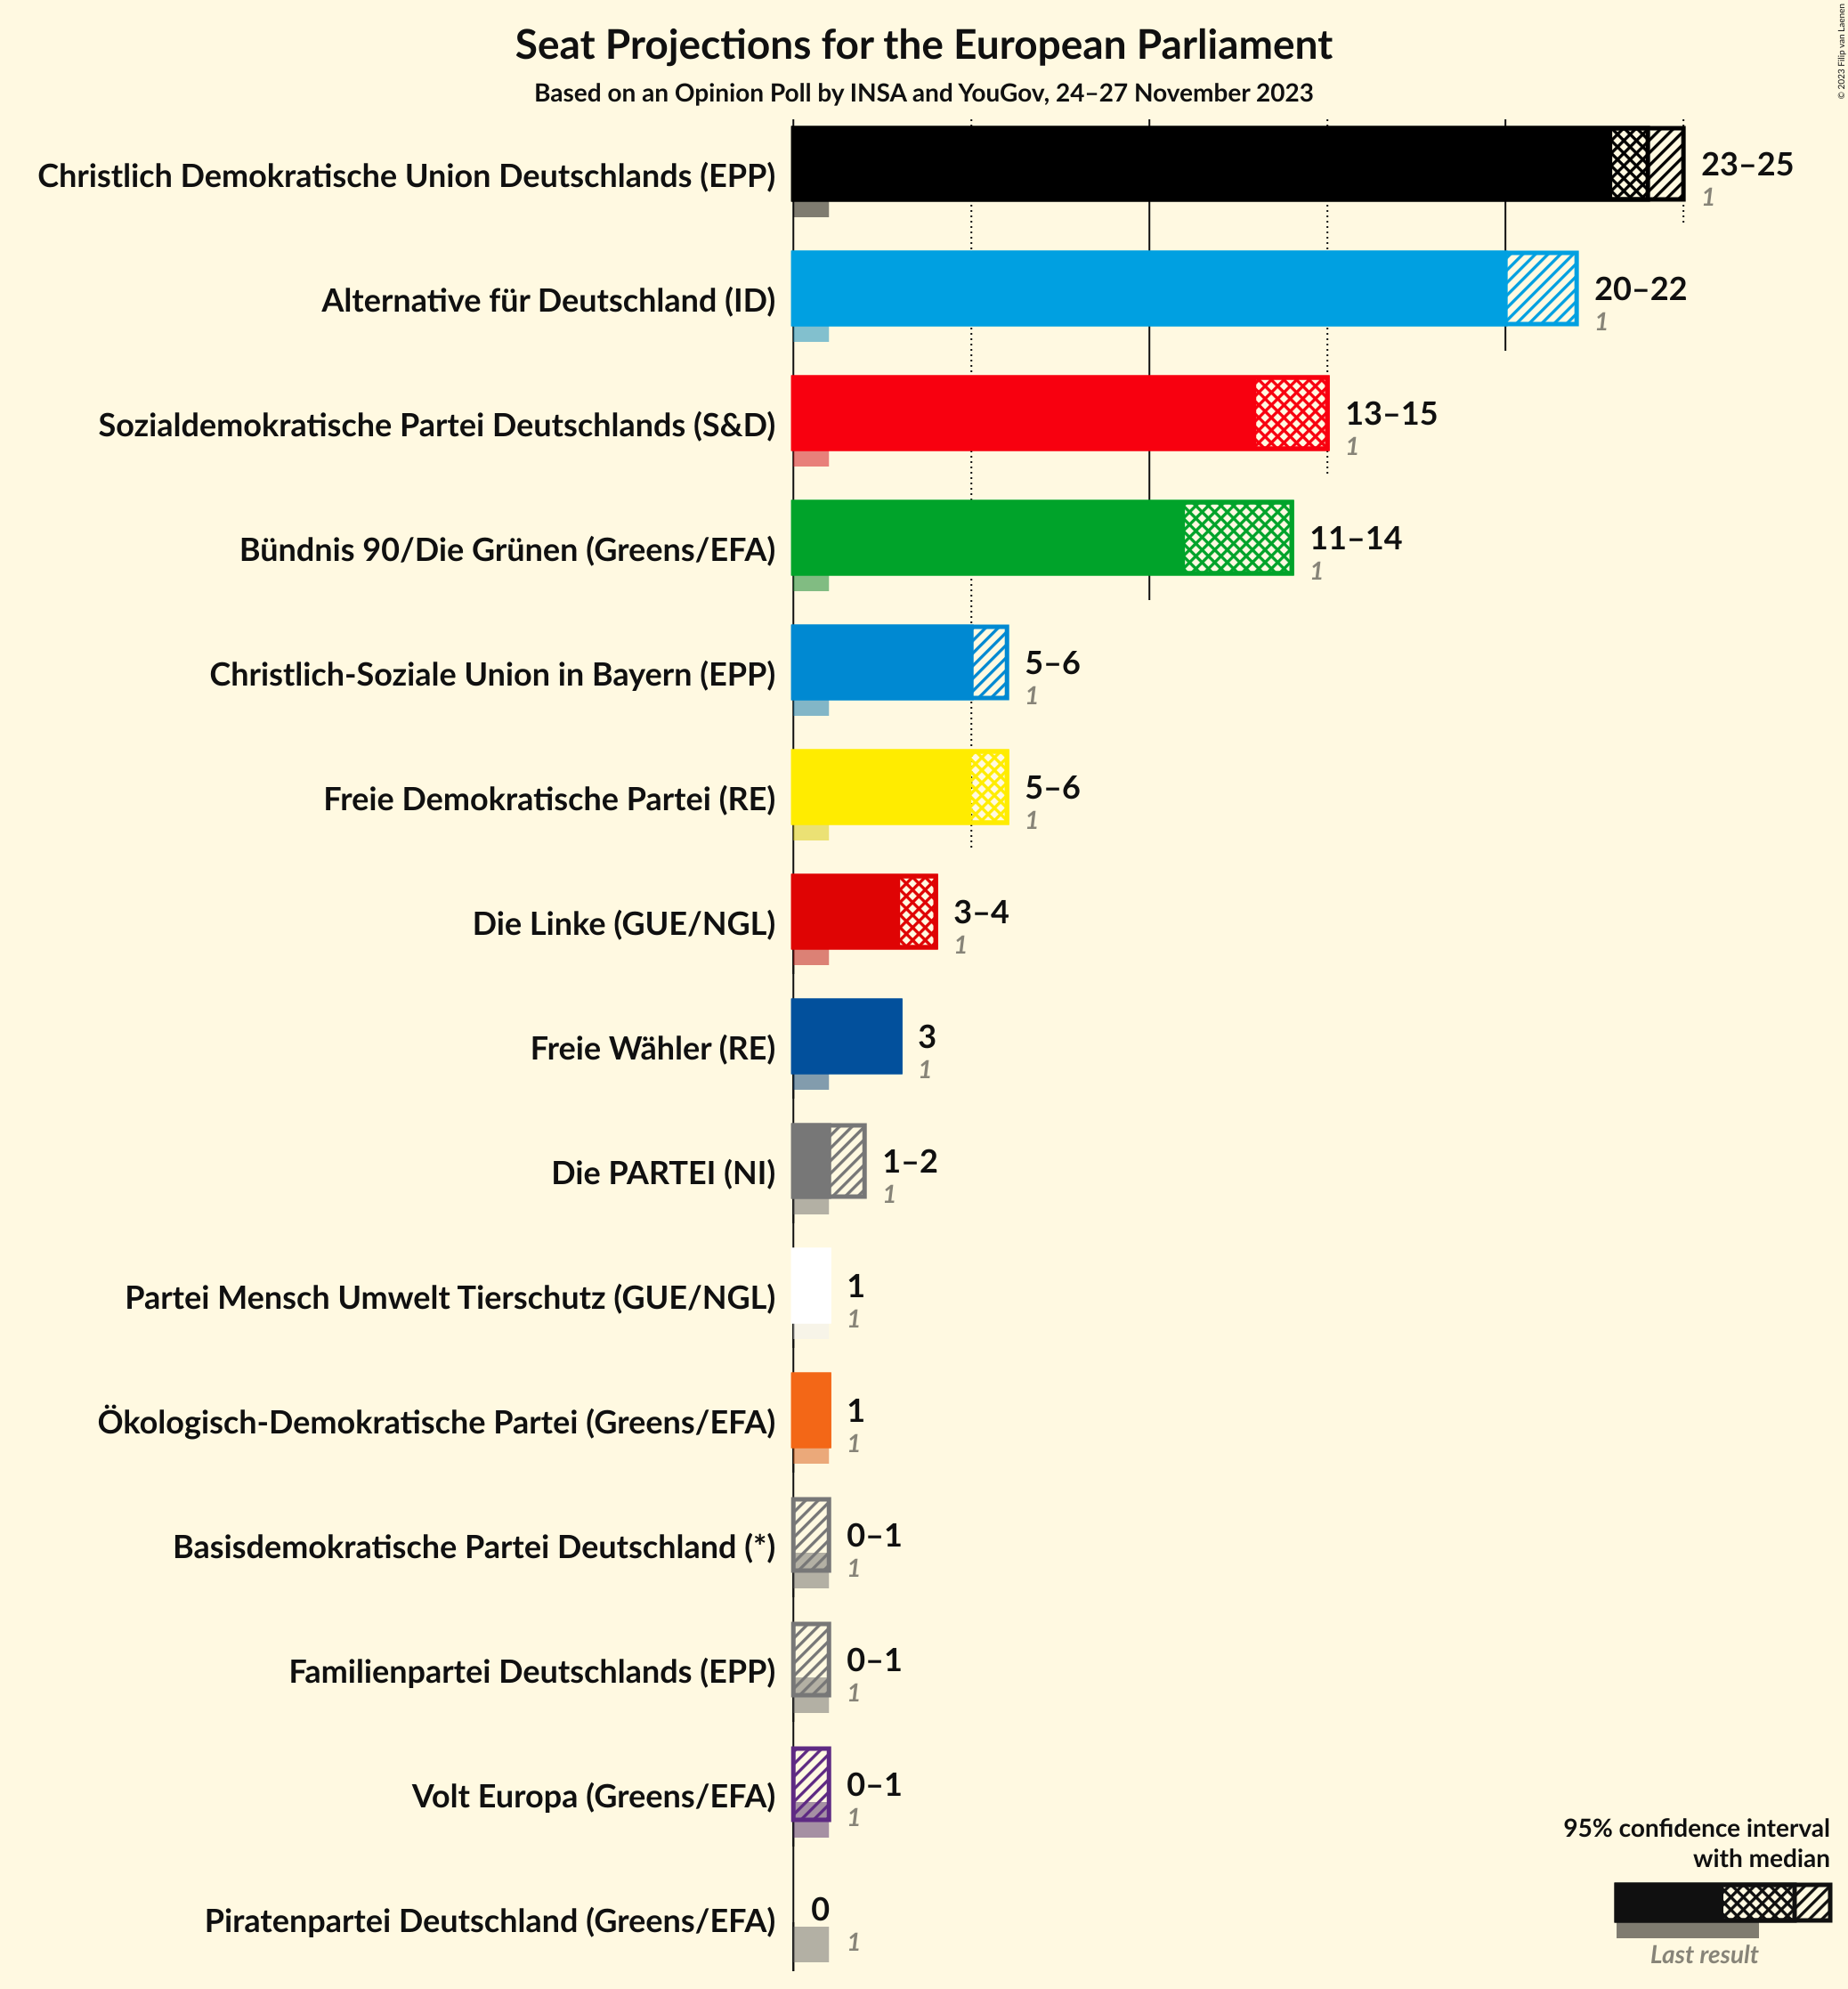 Seat Projections for the European Parliament
Based on an Opinion Poll by INSA and YouGov, 24–27 November 2023
© 2023 Filip van Laenen
Christlich Demokratische Union Deutschlands (EPP)
23–25
1
Alternative für Deutschland (ID)
20–22
1
Sozialdemokratische Partei Deutschlands (S&D)
13–15
1
Bündnis 90/Die Grünen (Greens/EFA)
11–14
1
Christlich-Soziale Union in Bayern (EPP)
5–6
1
Freie Demokratische Partei (RE)
5–6
1
Die Linke (GUE/NGL)
3–4
1
Freie Wähler (RE)
3
1
Die PARTEI (NI)
1–2
1
Partei Mensch Umwelt Tierschutz (GUE/NGL)
1
1
Ökologisch-Demokratische Partei (Greens/EFA)
1
1
Basisdemokratische Partei Deutschland (*)
0–1
1
Familienpartei Deutschlands (EPP)
0–1
1
Volt Europa (Greens/EFA)
0–1
1
Piratenpartei Deutschland (Greens/EFA)
0
1
95% confidence interval
with median
Last result